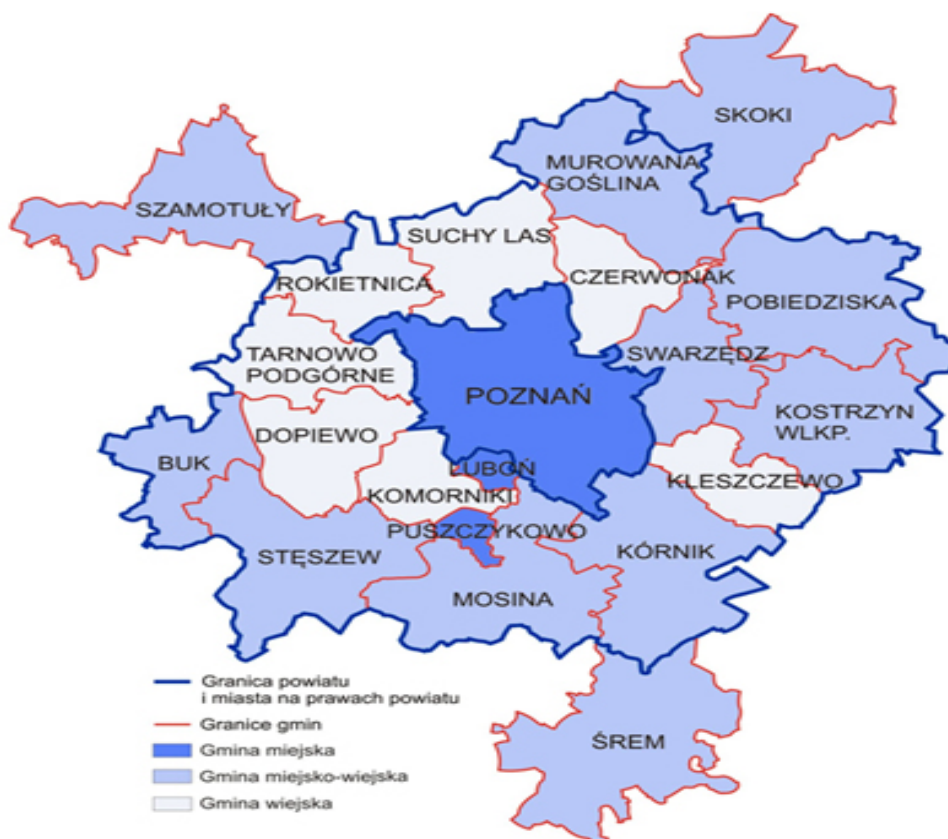 SKOKI
MUROWANA
GOŚLINA
SZAMOTUŁY
SUCHY LAS
ROKIETNICA
CZERWONAK
POBIEDZISKA
TARNOWO
PODGÓRNE
SWARZĘDZ
POZNAŃ
KOSTRZYN
WLKP.
DOPIEWO
BUK
LUBOŃ
KOMORNIKI
KLESZCZEWO
PUSZCZYKOWO
STĘSZEW
KÓRNIK
MOSINA
ŚREM
Granica powiatu
i miasta na prawach powiatu
Granice gmin
Gmina miejska
Gmina miejsko-wiejska
Gmina wiejska